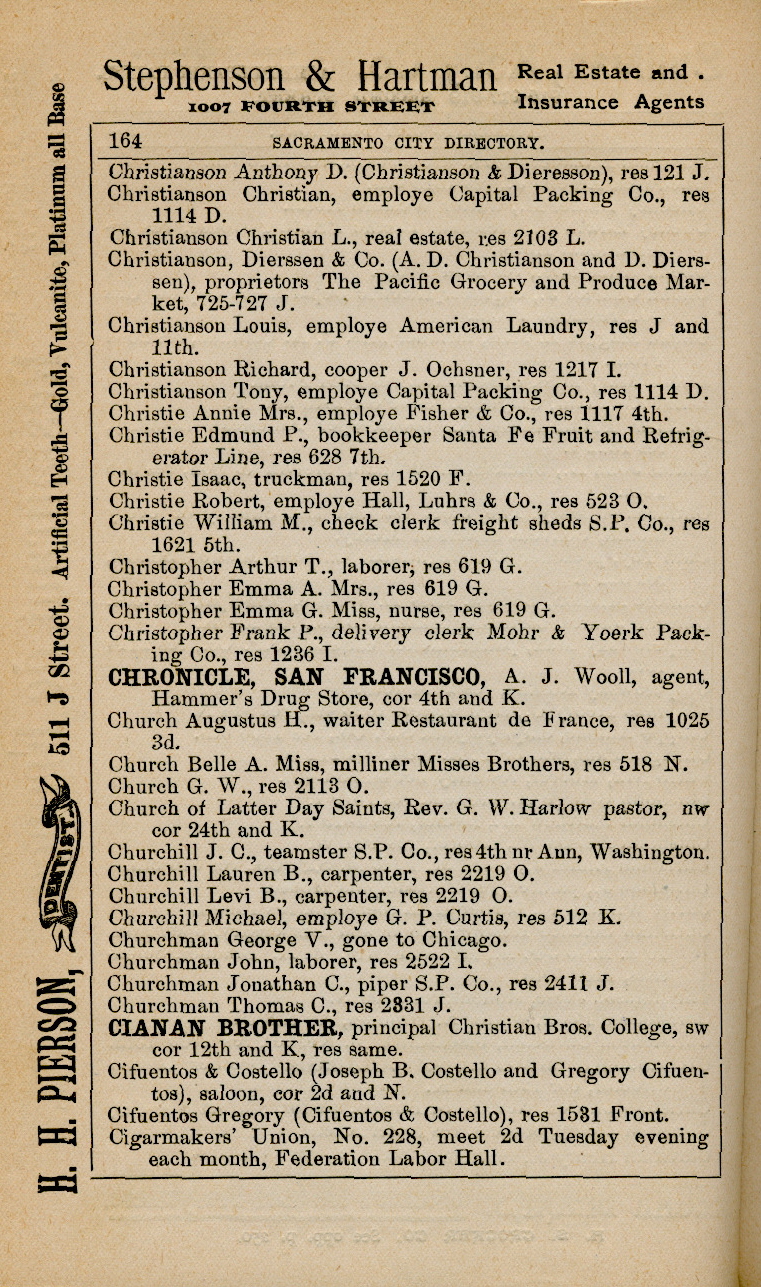 Stephenson & Hartman Real Estate and .
1007 FOURTH STREET Insurance Agents
164 SACRAMENTO CITY DIRECTORY.
Christianson Anthony D. (Christianson & Dieresson), res 121 J.
Christianson Christian, employe Capital Packing Co., res
1114 D.
Christianson Christian L., real estate, res 2103 L.
Christianson, Dierssen & Co. (A. D. Christianson and D. Diers-
sen), proprietors The Pacific Grocery and Produce Mar-
ket, 725-727 J.
Christianson Louis, employe American Laundry, res J and
11th.
Christianson Richard, cooper J. Ochsner, res 1217 I.
Christianson Tony, employe Capital Packing Co., res 1114 D.
Christie Annie Mrs., employe Fisher & Co., res 1117 4th.
Christie Edmund P., bookkeeper Santa Fe Fruit and Refrig-
erator Line, res 628 7th.
Christie Isaac, truckman, res 1520 F.
Christie Robert, employe Hall, Luhrs & Co., res 523 O.
Christie William M., check clerk freight sheds S.P. Co., res
1621 5th.
Christopher Arthur T., laborer, res 619 G.
Christopher Emma A. Mrs., res 619 G.
Christopher Emma G. Miss, nurse, res 619 G.
Christopher Frank P., delivery clerk Mohr & Yoerk Pack-
ing Co., res 1236 I.
CHRONICLE, SAN FRANCISCO, A. J. Wooll, agent,
Hammer's Drug Store, cor 4th and K.
Church Augustus H., waiter Restaurant de France, res 1025
3d.
Church Belle A. Miss, milliner Misses Brothers, res 518 N.
Church G. W., res 2113 O.
Church of Latter Day Saints, Rev. G. W. Harlow pastor, nw
cor 24th and K.
Churchill J. C., teamster S.P. Co., res 4th nr Ann, Washington.
Churchill Lauren B., carpenter, res 2219 O.
Churchill Levi B., carpenter, res 2219 O.
Churchill Michael, employe G. P. Curtis, res 512 K.
Churchman George V., gone to Chicago.
Churchman John, laborer, res 2522 I.
Churchman Jonathan C., piper S.P. Co., res 2411 J.
Churchman Thomas C., res 2331 J.
CIANAN BROTHER, principal Christian Bros. College, sw
cor 12th and K, res same.
Cifuentos & Costello (Joseph B. Costello and Gregory Cifuen-
tos), saloon, cor 2d and N.
Cifuentos Gregory (Cifuentos & Costello), res 1531 Front.
Cigarmakers' Union, No. 228, meet 2d Tuesday evening
each month, Federation Labor Hall.
H. H. PIERSON, DENTIST. 511 J Street. Artificial Teeth—Gold, Vulcanite, Platinum all Base